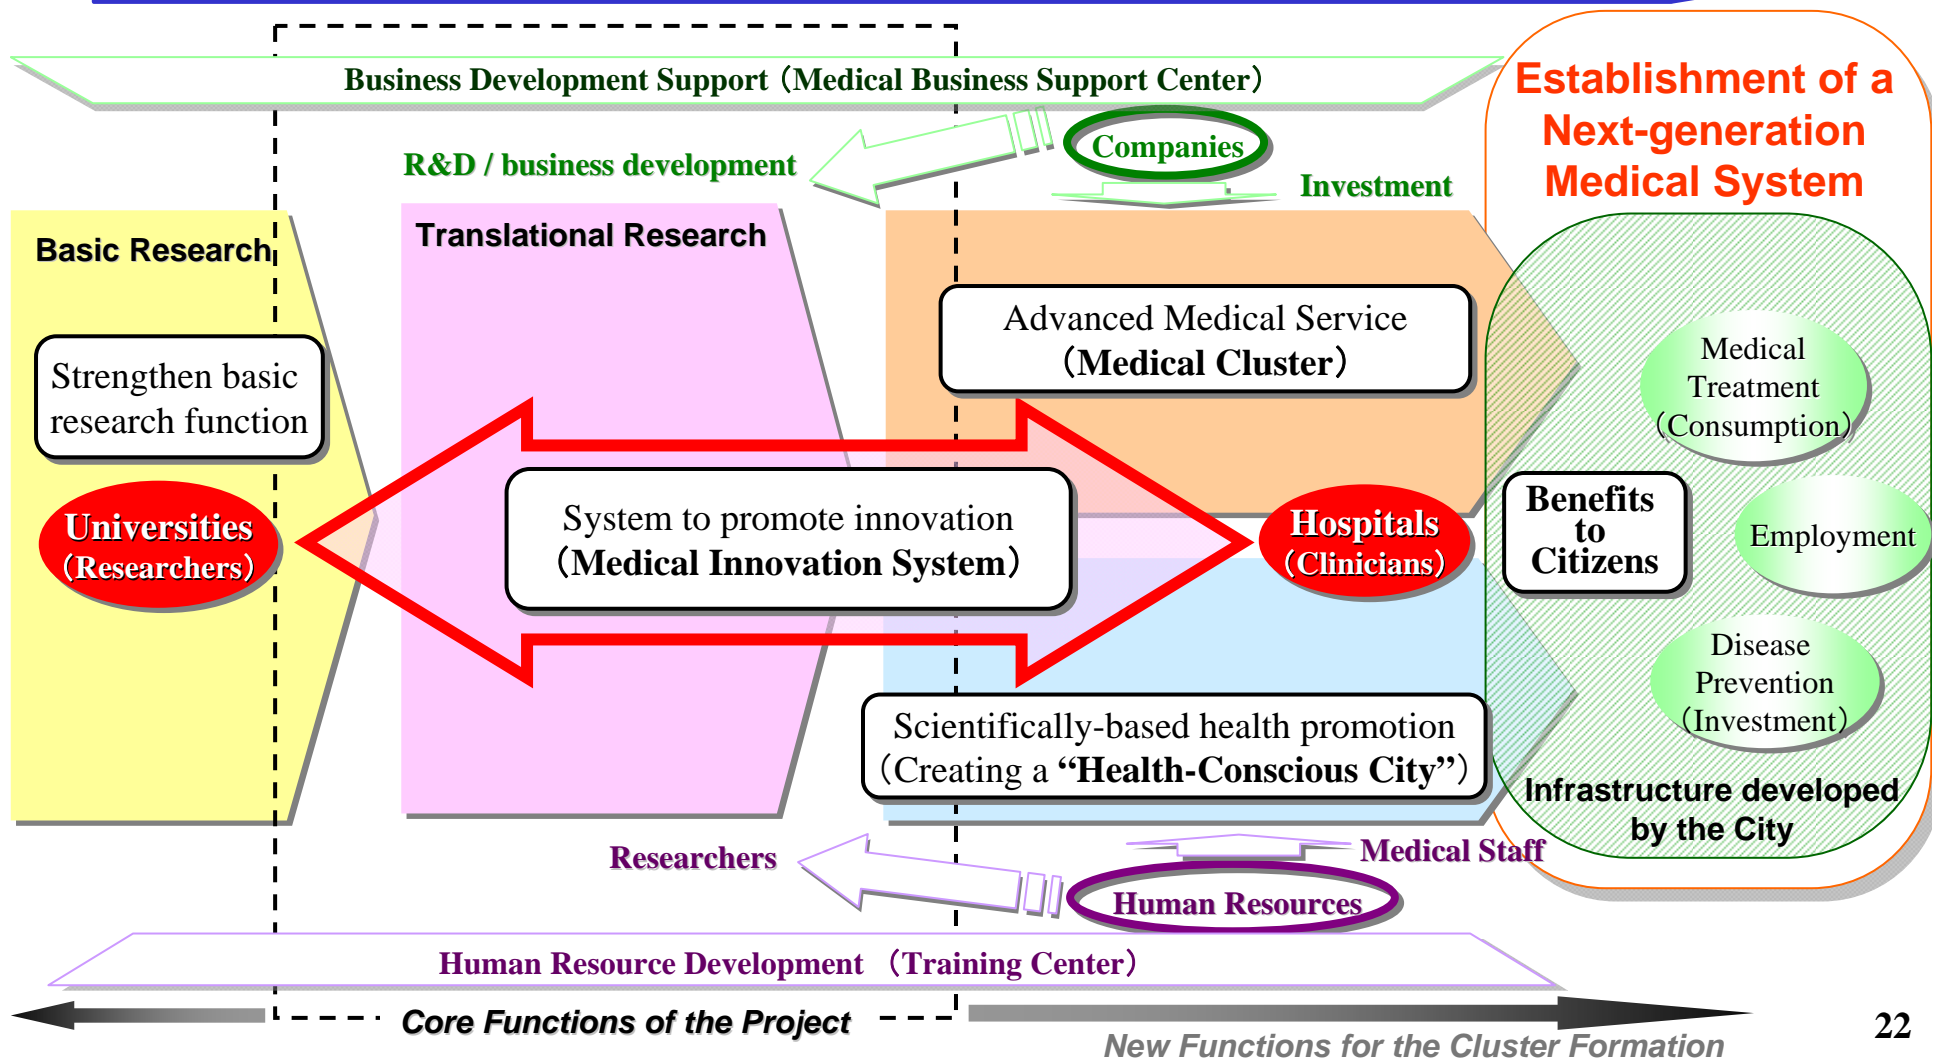 Business Development Support（Medical Business Support Center）
Establishment of a
Next-generation
Medical System
Companies
R&D / business development
Investment
Basic Research
Translational Research
Advanced Medical Service
（Medical Cluster）
Strengthen basic
research function
Medical
Treatment
（Consumption）
Universities
（Researchers）
System to promote innovation
（Medical Innovation System）
Hospitals
（Clinicians）
Benefits
to
Citizens
Employment
Disease
Prevention
（Investment）
Scientifically-based health promotion
（Creating a “Health-Conscious City”）
Infrastructure developed
by the City
Researchers
Medical Staff
Human Resources
Human Resource Development （Training Center）
Core Functions of the Project
New Functions for the Cluster Formation
22